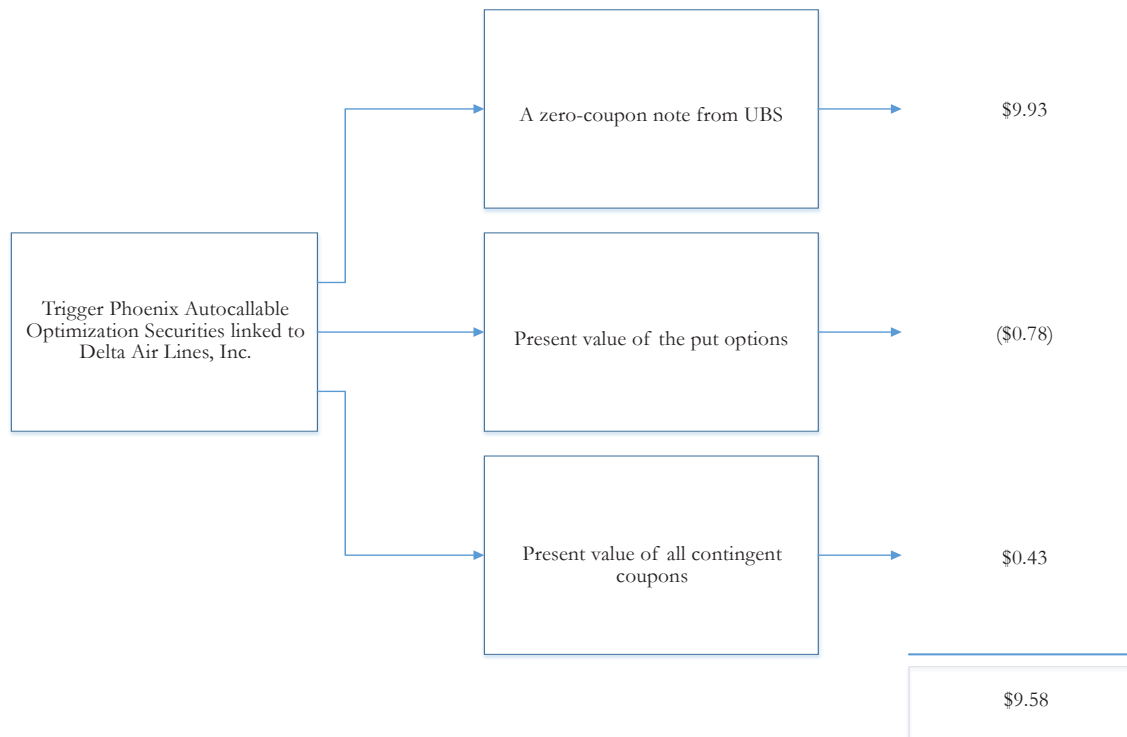 A zero-coupon note from UBS
$9.93
Trigger Phoenix Autocallable
Optimization Securities linked to
Delta Air Lines, Inc.
Present value of the put options
($0.78)
Present value of all contingent
coupons
$0.43
$9.58